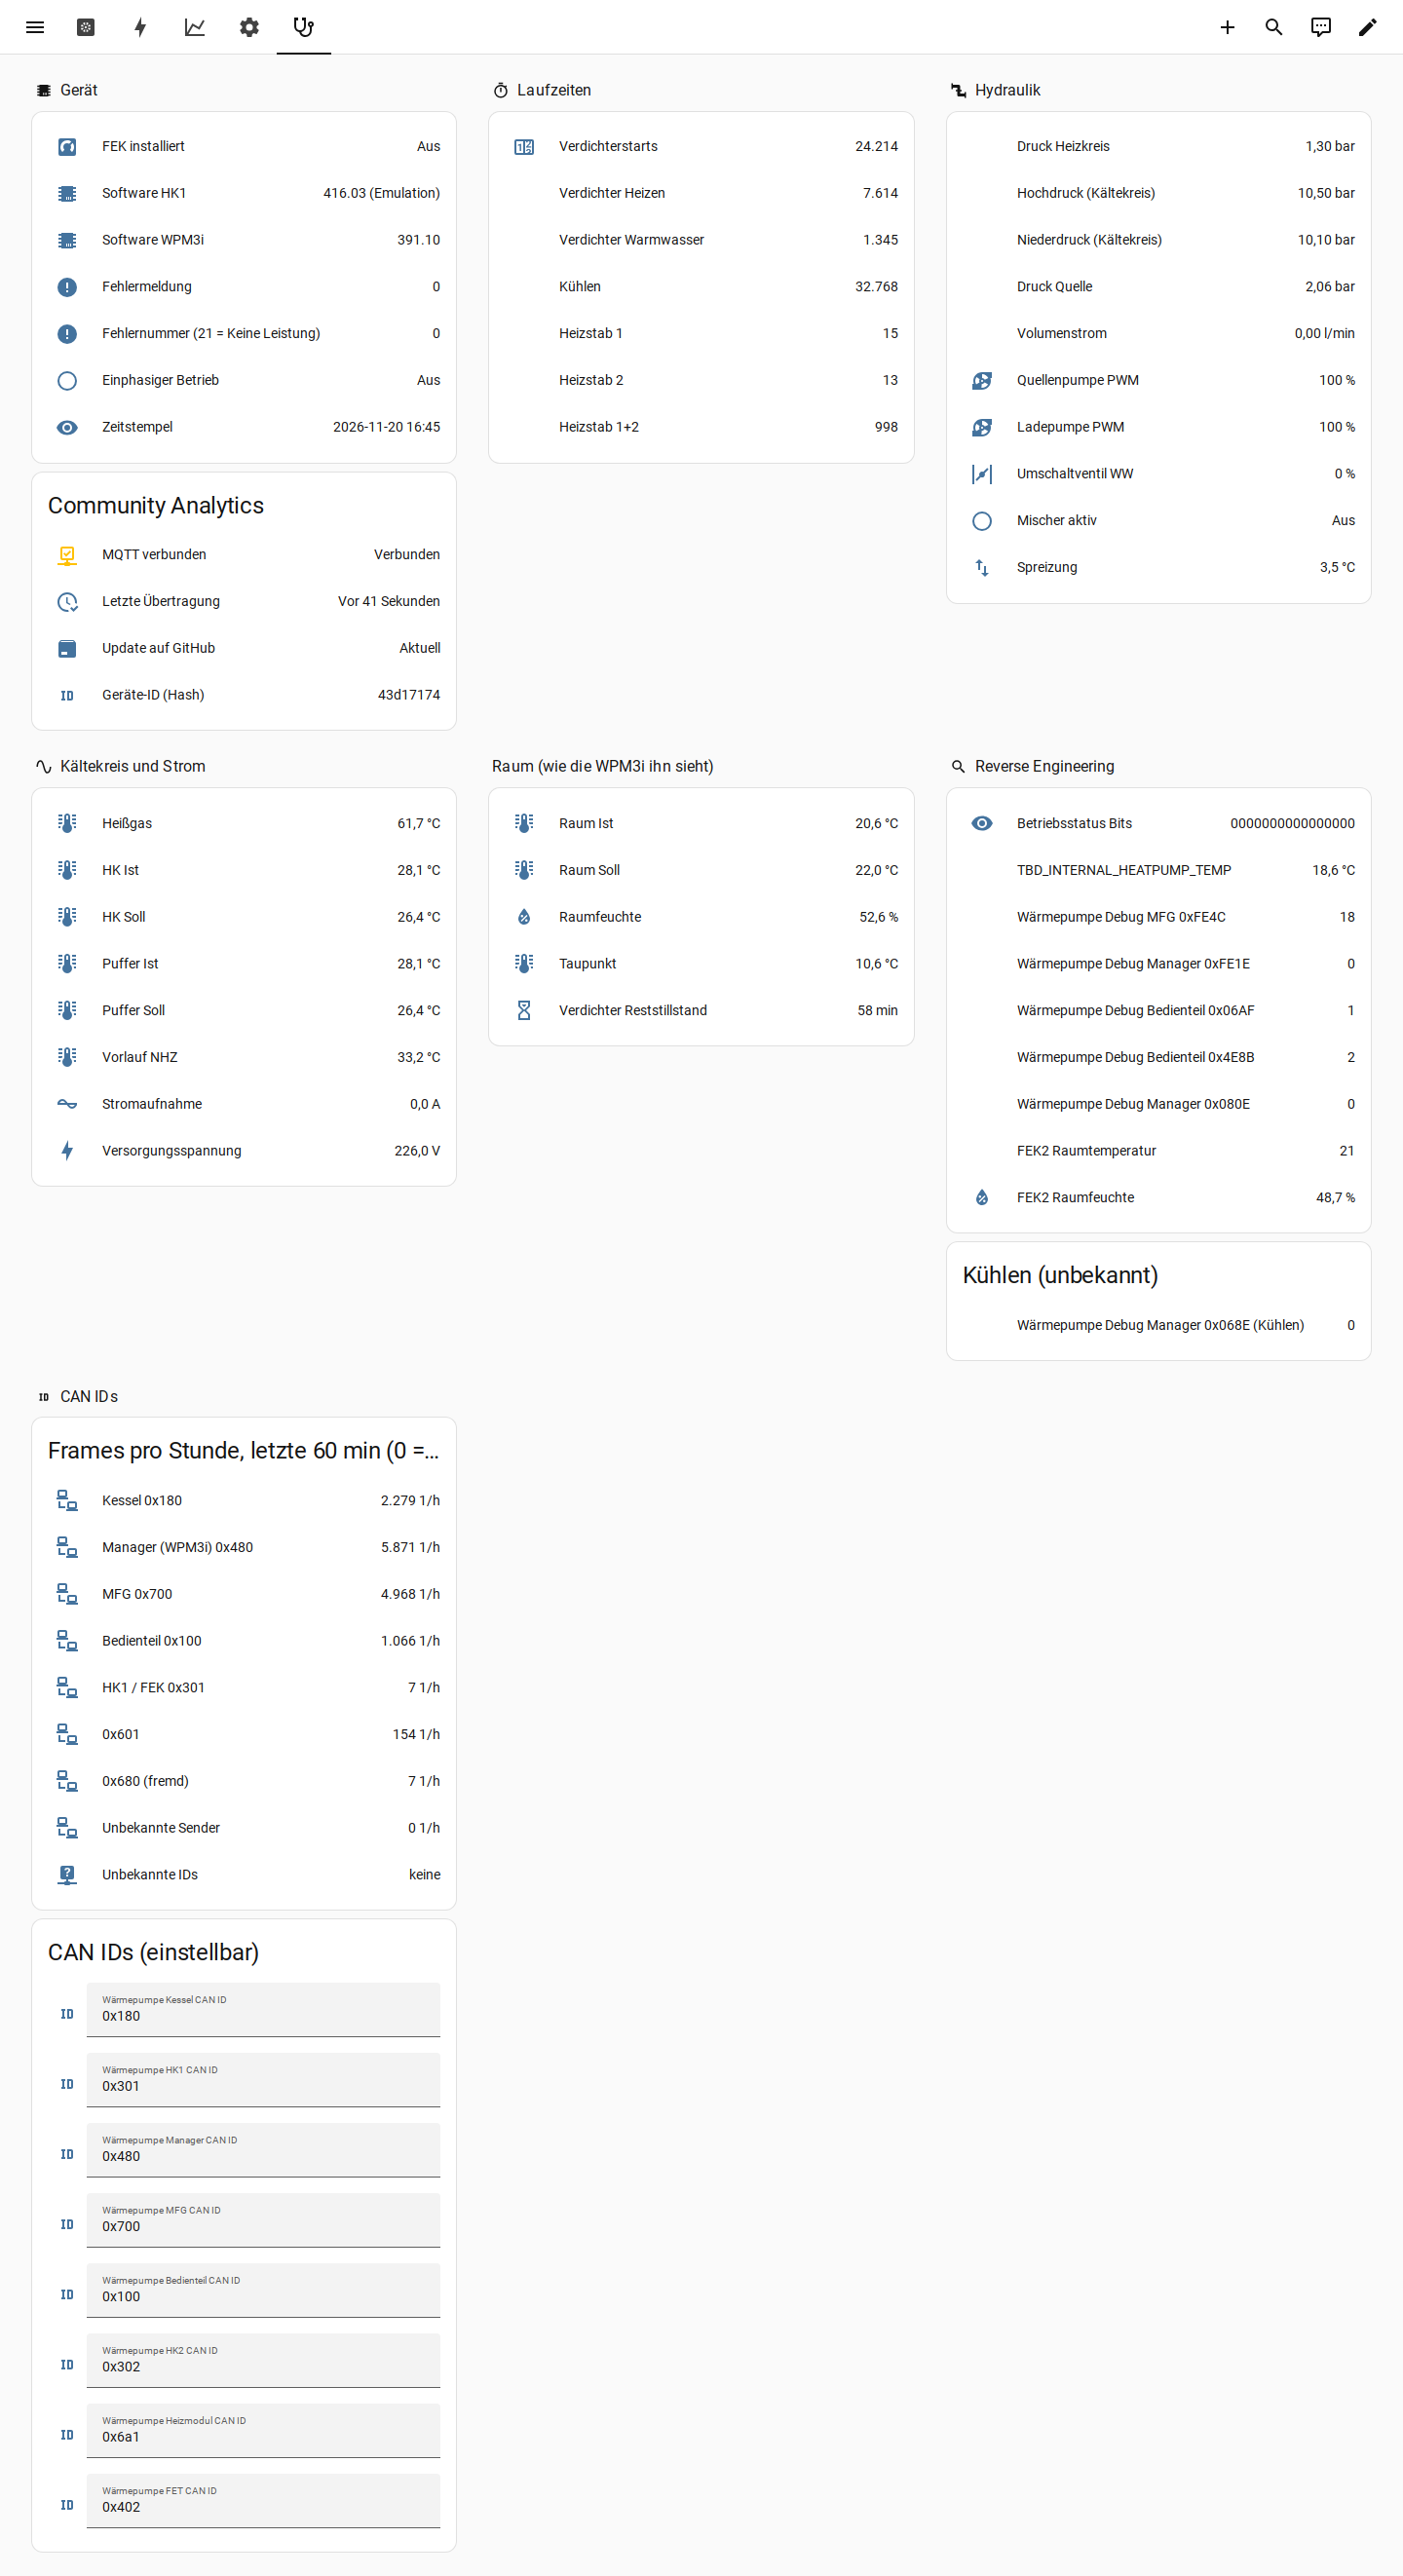 Gerät
FEK installiert Aus
Software HK1 416.03 (Emulation)
Software WPM3i 391.10
Fehlermeldung 0
Fehlernummer (21 = Keine Leistung) 0
Einphasiger Betrieb Aus
Zeitstempel 2026-11-20 16:45
Community Analytics
MQTT verbunden Verbunden
Letzte Übertragung Vor 41 Sekunden
Update auf GitHub Aktuell
Geräte-ID (Hash) 43d17174
Laufzeiten
Verdichterstarts 24.214
Verdichter Heizen 7.614
Verdichter Warmwasser 1.345
Kühlen 32.768
Heizstab 1 15
Heizstab 2 13
Heizstab 1+2 998
Hydraulik
Druck Heizkreis 1,30 bar
Hochdruck (Kältekreis) 10,50 bar
Niederdruck (Kältekreis) 10,10 bar
Druck Quelle 2,06 bar
Volumenstrom 0,00 l/min
Quellenpumpe PWM 100 %
Ladepumpe PWM 100 %
Umschaltventil WW 0 %
Mischer aktiv Aus
Spreizung 3,5 °C
Kältekreis und Strom
Heißgas 61,7 °C
HK Ist 28,1 °C
HK Soll 26,4 °C
Puffer Ist 28,1 °C
Puffer Soll 26,4 °C
Vorlauf NHZ 33,2 °C
Stromaufnahme 0,0 A
Versorgungsspannung 226,0 V
Raum (wie die WPM3i ihn sieht)
Raum Ist 20,6 °C
Raum Soll 22,0 °C
Raumfeuchte 52,6 %
Taupunkt 10,6 °C
Verdichter Reststillstand 58 min
Reverse Engineering
Betriebsstatus Bits 0000000000000000
TBD_INTERNAL_HEATPUMP_TEMP 18,6 °C
Wärmepumpe Debug MFG 0xFE4C 18
Wärmepumpe Debug Manager 0xFE1E 0
Wärmepumpe Debug Bedienteil 0x06AF 1
Wärmepumpe Debug Bedienteil 0x4E8B 2
Wärmepumpe Debug Manager 0x080E 0
FEK2 Raumtemperatur 21
FEK2 Raumfeuchte 48,7 %
Kühlen (unbekannt)
Wärmepumpe Debug Manager 0x068E (Kühlen) 0
ID CAN IDs
Frames pro Stunde, letzte 60 min (0 =...
Kessel 0x180 2.279 1/h
Manager (WPM3i) 0x480 5.871 1/h
MFG 0x700 4.968 1/h
Bedienteil 0x100 1.066 1/h
HK1 / FEK 0x301 7 1/h
0x601 154 1/h
0x680 (fremd) 7 1/h
Unbekannte Sender 0 1/h
Unbekannte IDs keine
CAN IDs (einstellbar)
Wärmepumpe Kessel CAN ID
ID 0x180
Wärmepumpe HK1 CAN ID
ID 0x301
Wärmepumpe Manager CAN ID
ID 0x480
Wärmepumpe MFG CAN ID
ID 0x700
Wärmepumpe Bedienteil CAN ID
ID 0x100
Wärmepumpe HK2 CAN ID
ID 0x302
Wärmepumpe Heizmodul CAN ID
ID 0x6a1
Wärmepumpe FET CAN ID
ID 0x402